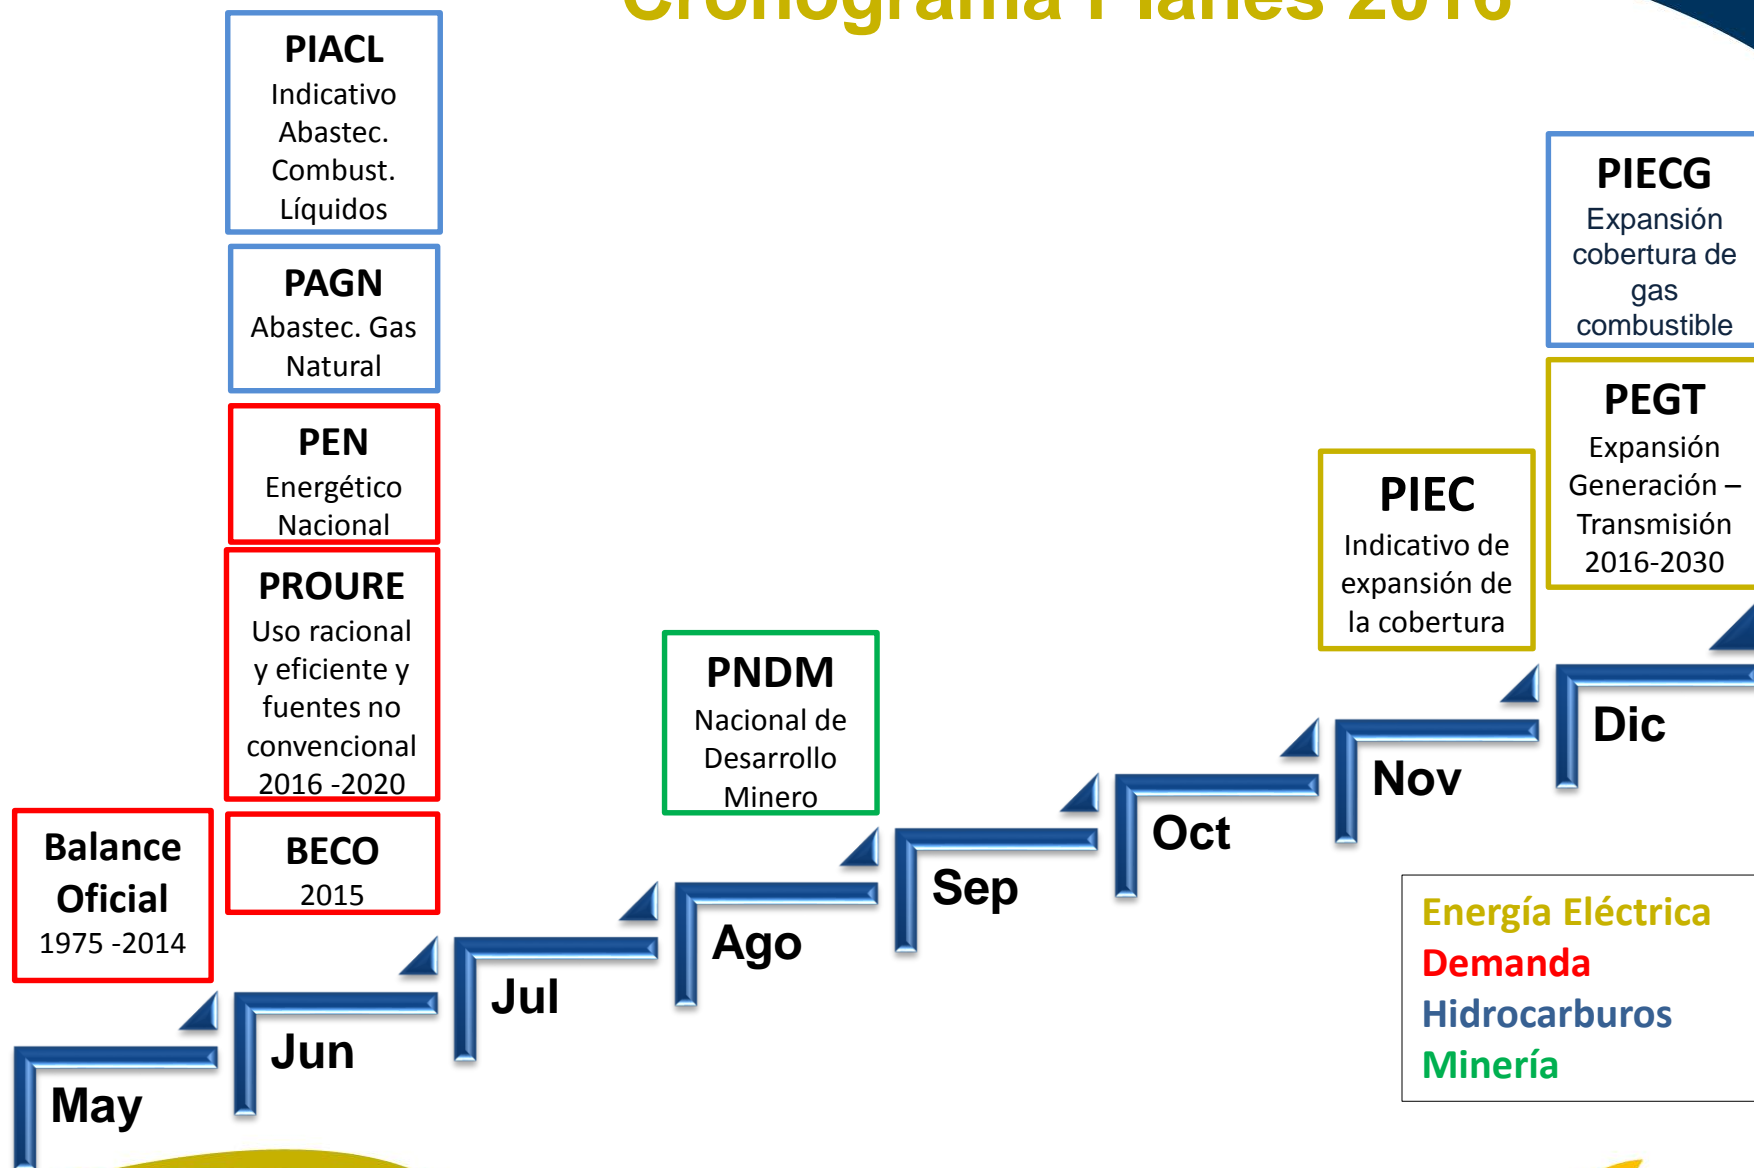 Cronograma Planes 2016
PIACL
Indicativo
Abastec.
Combust.
Líquidos
PAGN
Abastec. Gas
Natural
PEN
Energético
Nacional
PROURE
Uso racional
y eficiente y
fuentes no
convencional
2016 -2020
BECO
2015
Balance
Oficial
1975 -2014
PNDM
Nacional de
Desarrollo
Minero
PIEC
Indicativo de
expansión de
la cobertura
PIECG
Expansión
cobertura de
gas
combustible
PEGT
Expansión
Generación –
Transmisión
2016-2030
May
Jun
Jul
Ago
Sep
Oct
Nov
Dic
Energía Eléctrica
Demanda
Hidrocarburos
Minería